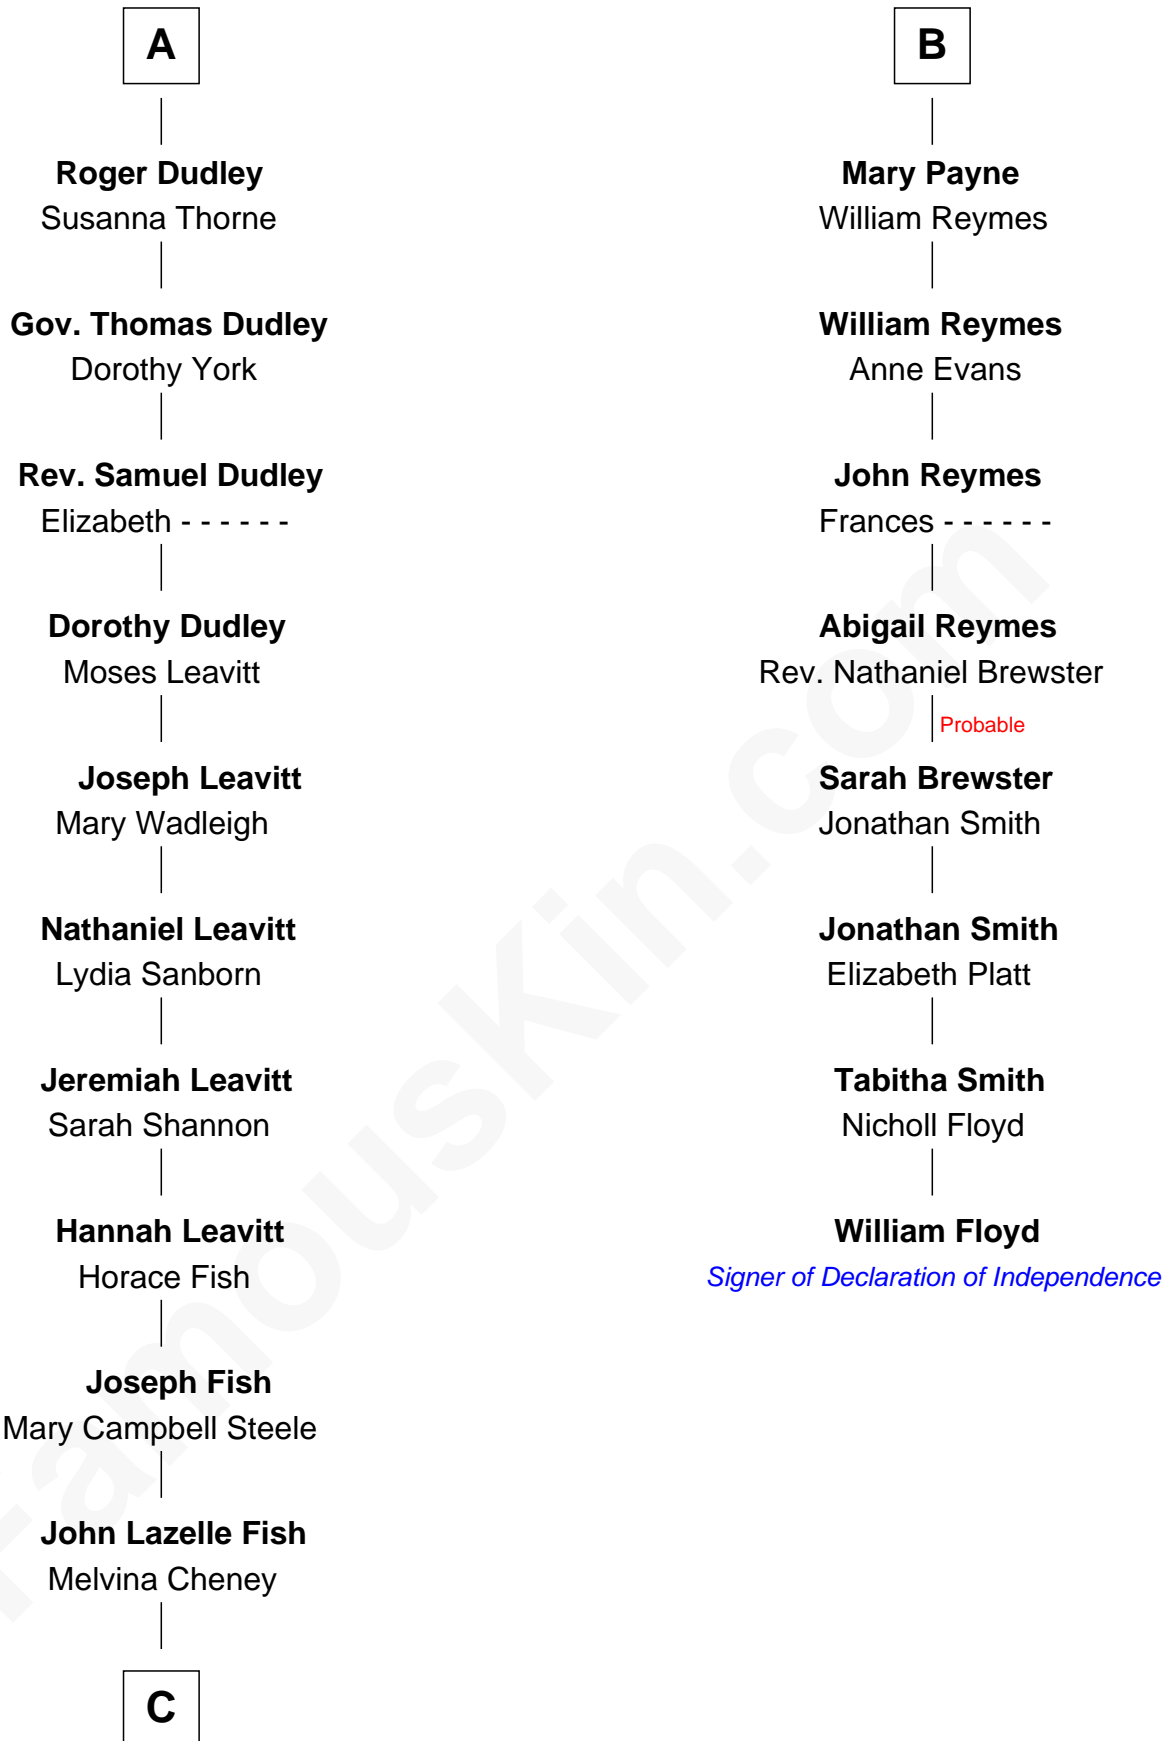 A
Roger Dudley
Susanna Thorne
Gov. Thomas Dudley
Dorothy York
Rev. Samuel Dudley
Elizabeth - - - - - -
Dorothy Dudley
Moses Leavitt
Joseph Leavitt
Mary Wadleigh
Nathaniel Leavitt
Lydia Sanborn
Jeremiah Leavitt
Sarah Shannon
Hannah Leavitt
Horace Fish
Joseph Fish
Mary Campbell Steele
John Lazelle Fish
Melvina Cheney
C
B
Mary Payne
William Reymes
William Reymes
Anne Evans
John Reymes
Frances - - - - - -
Abigail Reymes
Rev. Nathaniel Brewster
Probable
Sarah Brewster
Jonathan Smith
Jonathan Smith
Elizabeth Platt
Tabitha Smith
Nicholl Floyd
William Floyd
Signer of Declaration of Independence
FamousKin.com